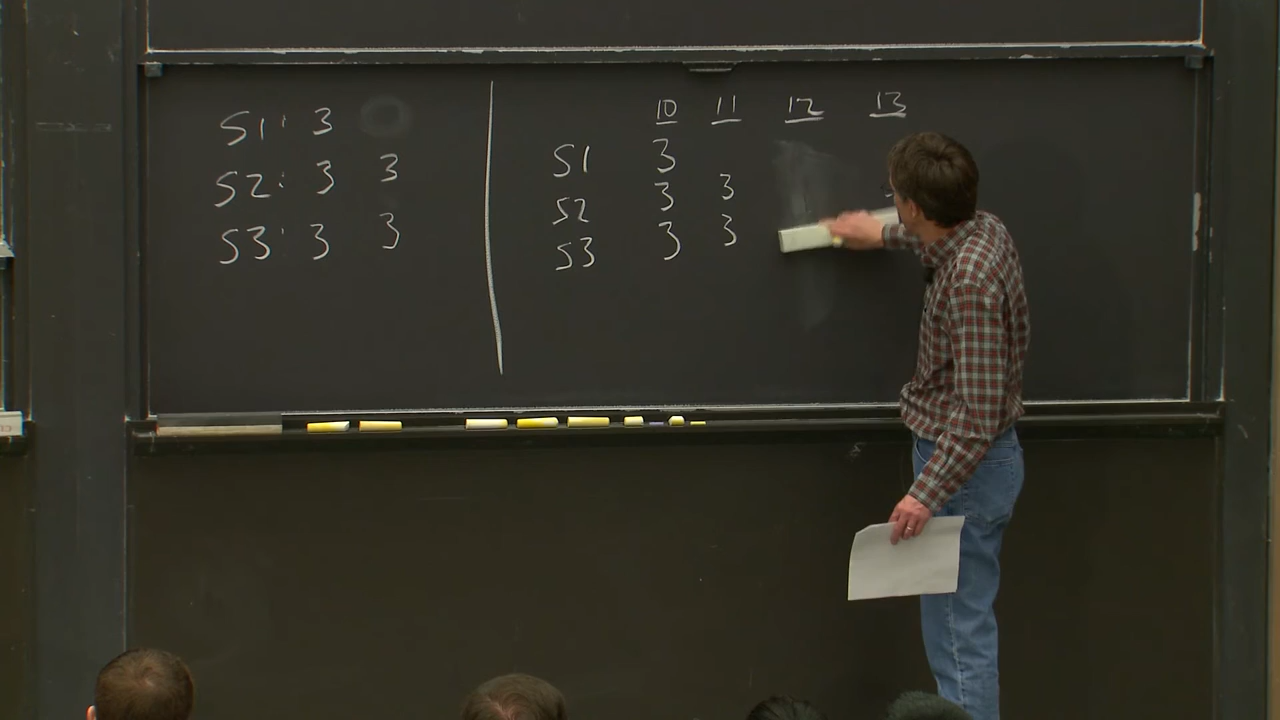 S1: 3
S2: 3 3
S3: 3 3
10 11 12 13
S1 3
S2 3 3
S3 3 3